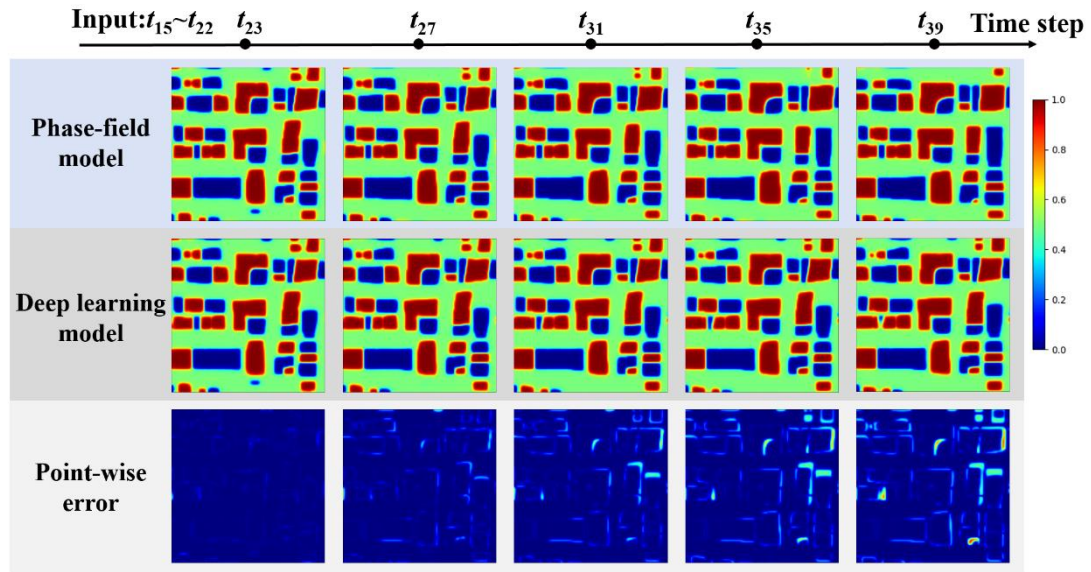 Input:t15~t22 t23 t27 t31 t35 t39 Time step
Phase-field
model
1.0
0.8
0.6
0.4
0.2
0.0
Deep learning
model
Point-wise
error